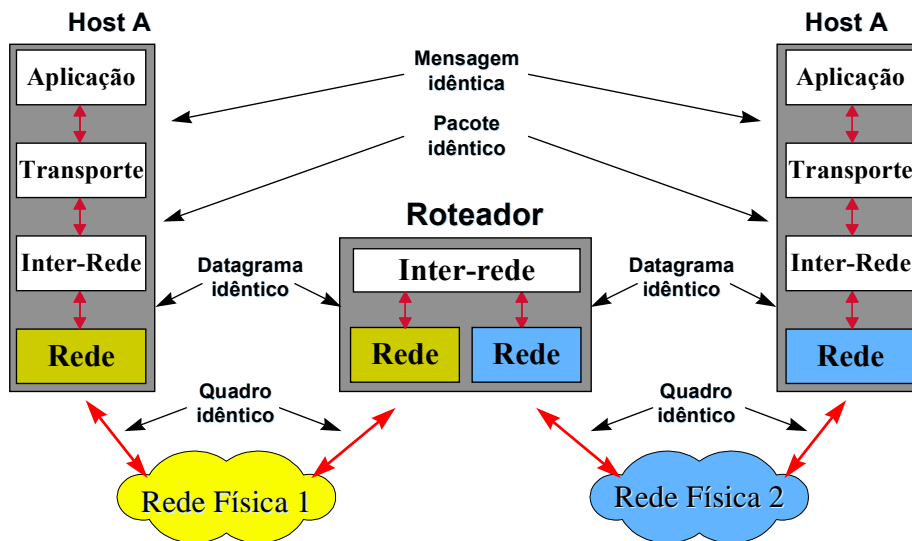 Host A
Host A
Aplicação
Mensagem
idêntica
Aplicação
Transporte
Pacote
idêntico
Transporte
Roteador
Inter-Rede
Datagrama
idêntico
Inter-rede
Datagrama
idêntico
Inter-Rede
Rede
Rede
Rede
Rede
Quadro
idêntico
Quadro
idêntico
Rede Física 1
Rede Física 2